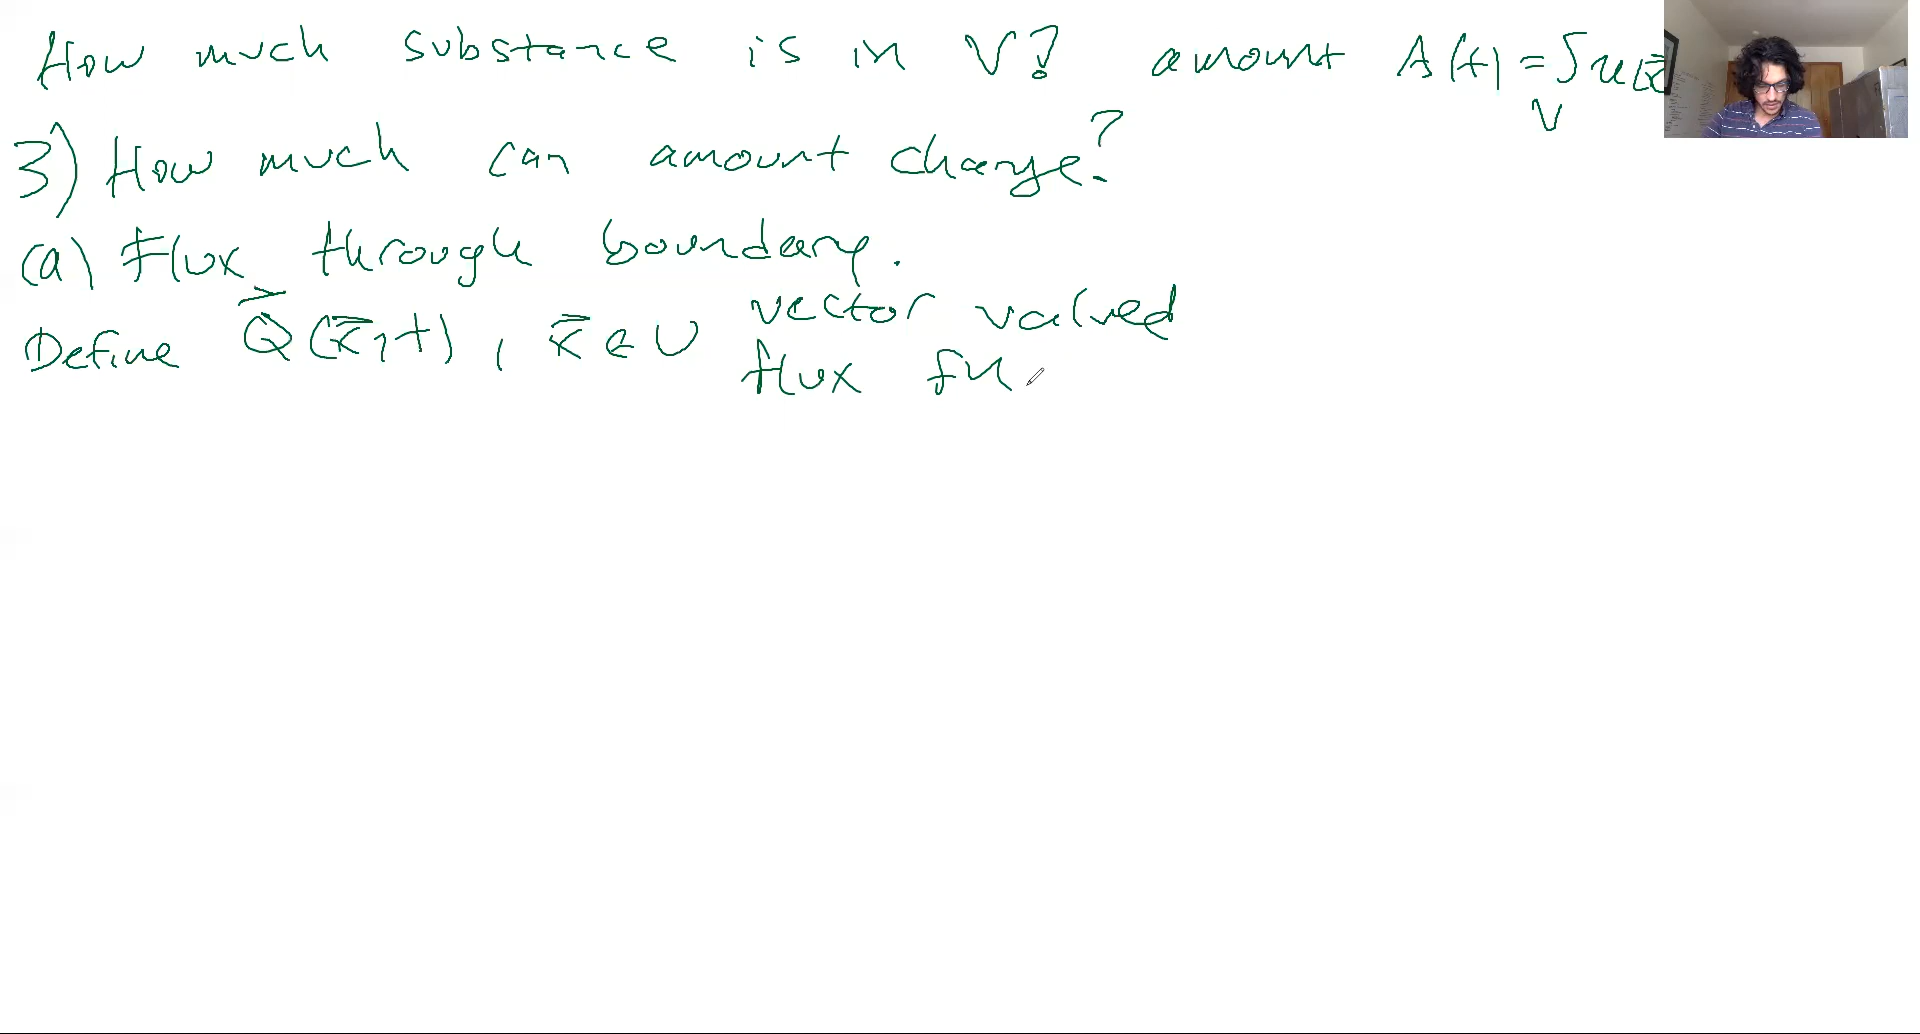 How much substance is in V? amount A(t) = ∫_V u(x⃗
3) How much can amount change?
(a) Flux through boundary.
Define Q⃗(x⃗,t), x⃗ ∈ U vector valued
flux fn